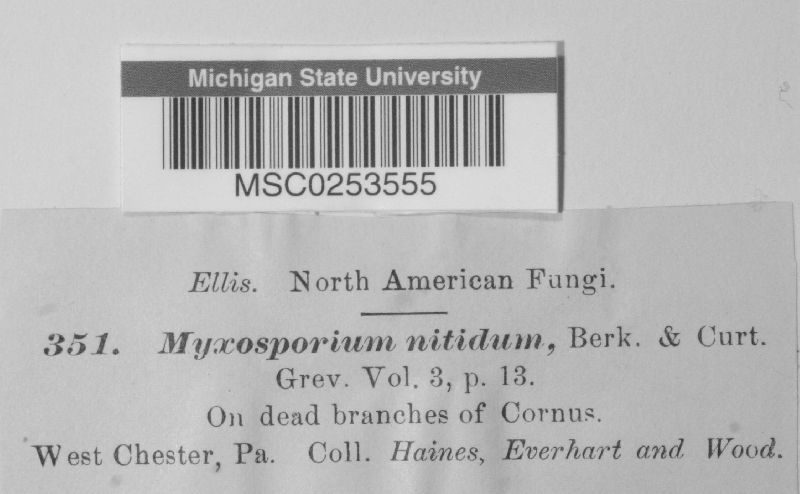 Michigan State University
MSC0253555
Ellis. North American Fungi.
351. Myxosporium nitidum, Berk. & Curt.
Grev. Vol. 3, p. 13.
On dead branches of Cornus.
West Chester, Pa. Coll. Haines, Everhart and Wood.